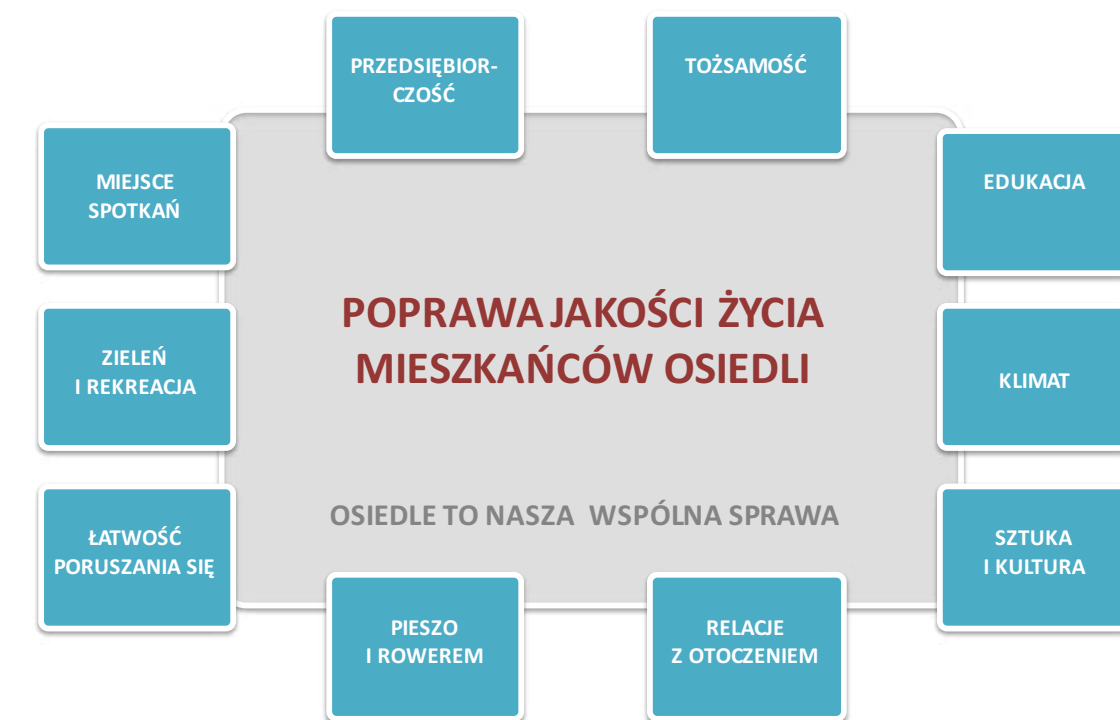 PRZEDSIĘBIOR-
CZOŚĆ
TOŻSAMOŚĆ
MIEJSCE
SPOTKAŃ
EDUKACJA
POPRAWA JAKOŚCI ŻYCIA
MIESZKAŃCÓW OSIEDLI
ZIELEŃ
I REKREACJA
KLIMAT
OSIEDLE TO NASZA WSPÓLNA SPRAWA
ŁATWOŚĆ
PORUSZANIA SIĘ
SZTUKA
I KULTURA
PIESZO
I ROWEREM
RELACJE
Z OTOCZENIEM